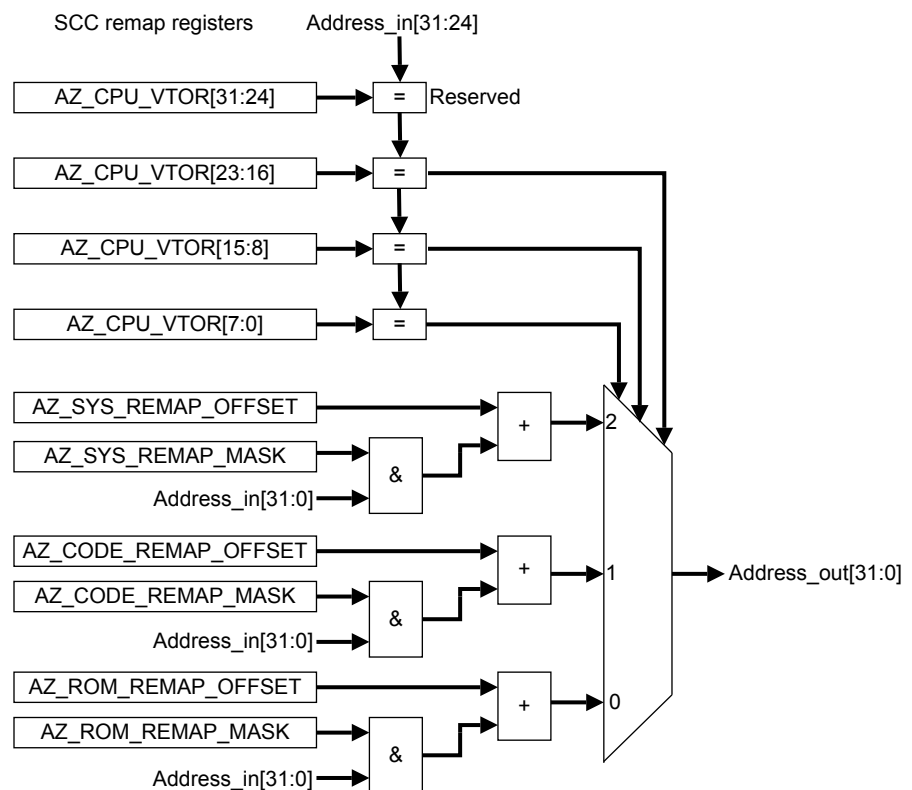 SCC remap registers Address_in[31:24]
AZ_CPU_VTOR[31:24] = Reserved
AZ_CPU_VTOR[23:16] =
AZ_CPU_VTOR[15:8] =
AZ_CPU_VTOR[7:0] =
AZ_SYS_REMAP_OFFSET
+ 2
AZ_SYS_REMAP_MASK
&
Address_in[31:0]
AZ_CODE_REMAP_OFFSET
+ 1 Address_out[31:0]
AZ_CODE_REMAP_MASK
&
Address_in[31:0]
AZ_ROM_REMAP_OFFSET
+ 0
AZ_ROM_REMAP_MASK
&
Address_in[31:0]